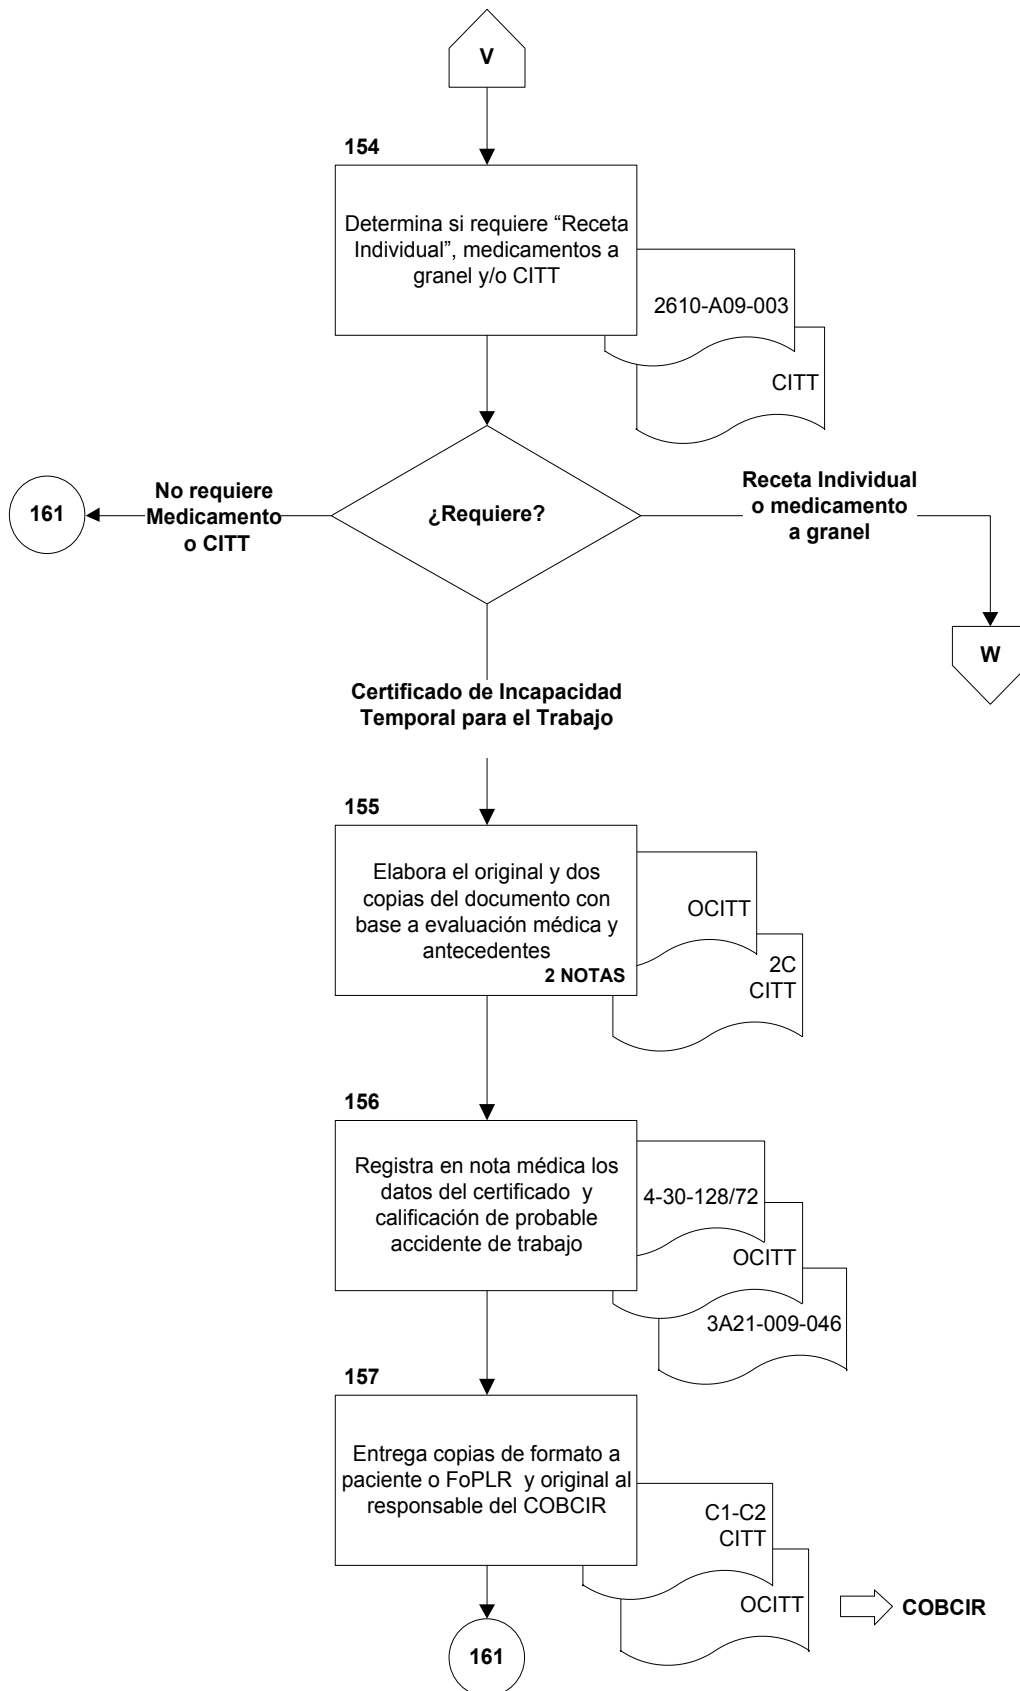 V
154
Determina si requiere “Receta
Individual”, medicamentos a
granel y/o CITT
2610-A09-003
CITT
161
No requiere
Medicamento
o CITT
¿Requiere?
Receta Individual
o medicamento
a granel
W
Certificado de Incapacidad
Temporal para el Trabajo
155
Elabora el original y dos
copias del documento con
base a evaluación médica y
antecedentes
2 NOTAS
OCITT
2C
CITT
156
Registra en nota médica los
datos del certificado y
calificación de probable
accidente de trabajo
4-30-128/72
OCITT
3A21-009-046
157
Entrega copias de formato a
paciente o FoPLR y original al
responsable del COBCIR
C1-C2
CITT
OCITT
COBCIR
161